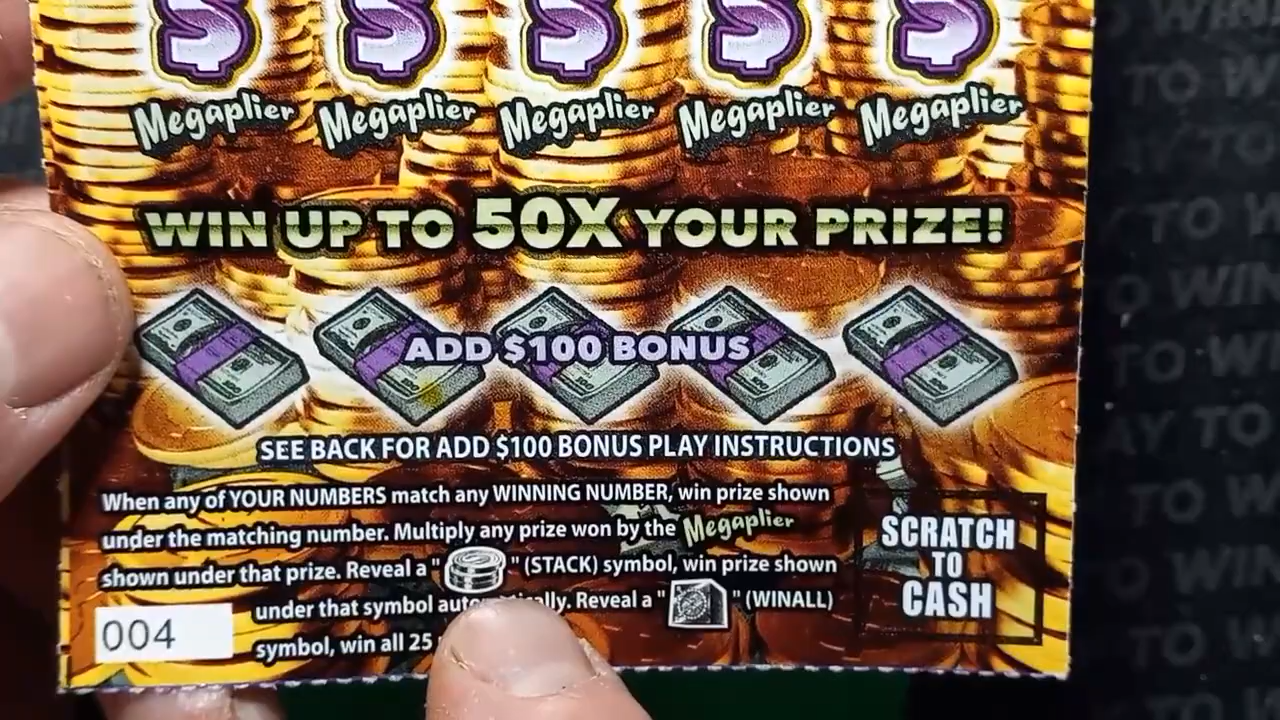 Megaplier Megaplier Megaplier Megaplier Megaplier
WIN UP TO 50X YOUR PRIZE!
ADD $100 BONUS
SEE BACK FOR ADD $100 BONUS PLAY INSTRUCTIONS
When any of YOUR NUMBERS match any WINNING NUMBER, win prize shown
under the matching number. Multiply any prize won by the Megaplier
shown under that prize. Reveal a " " (STACK) symbol, win prize shown
under that symbol automatically. Reveal a " " (WINALL)
symbol, win all 25
004
SCRATCH
TO
CASH